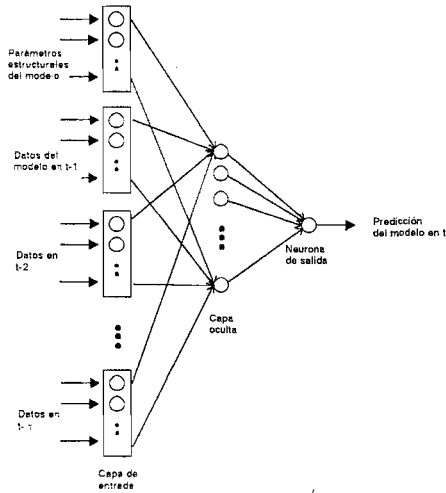 Parámetros
estructurales
del modelo
Datos del
modelo en t-1
Datos en
t-2
Datos en
Capa de
entrada
Capa
oculta
Neurona
de salida
Predicción
del modelo en t